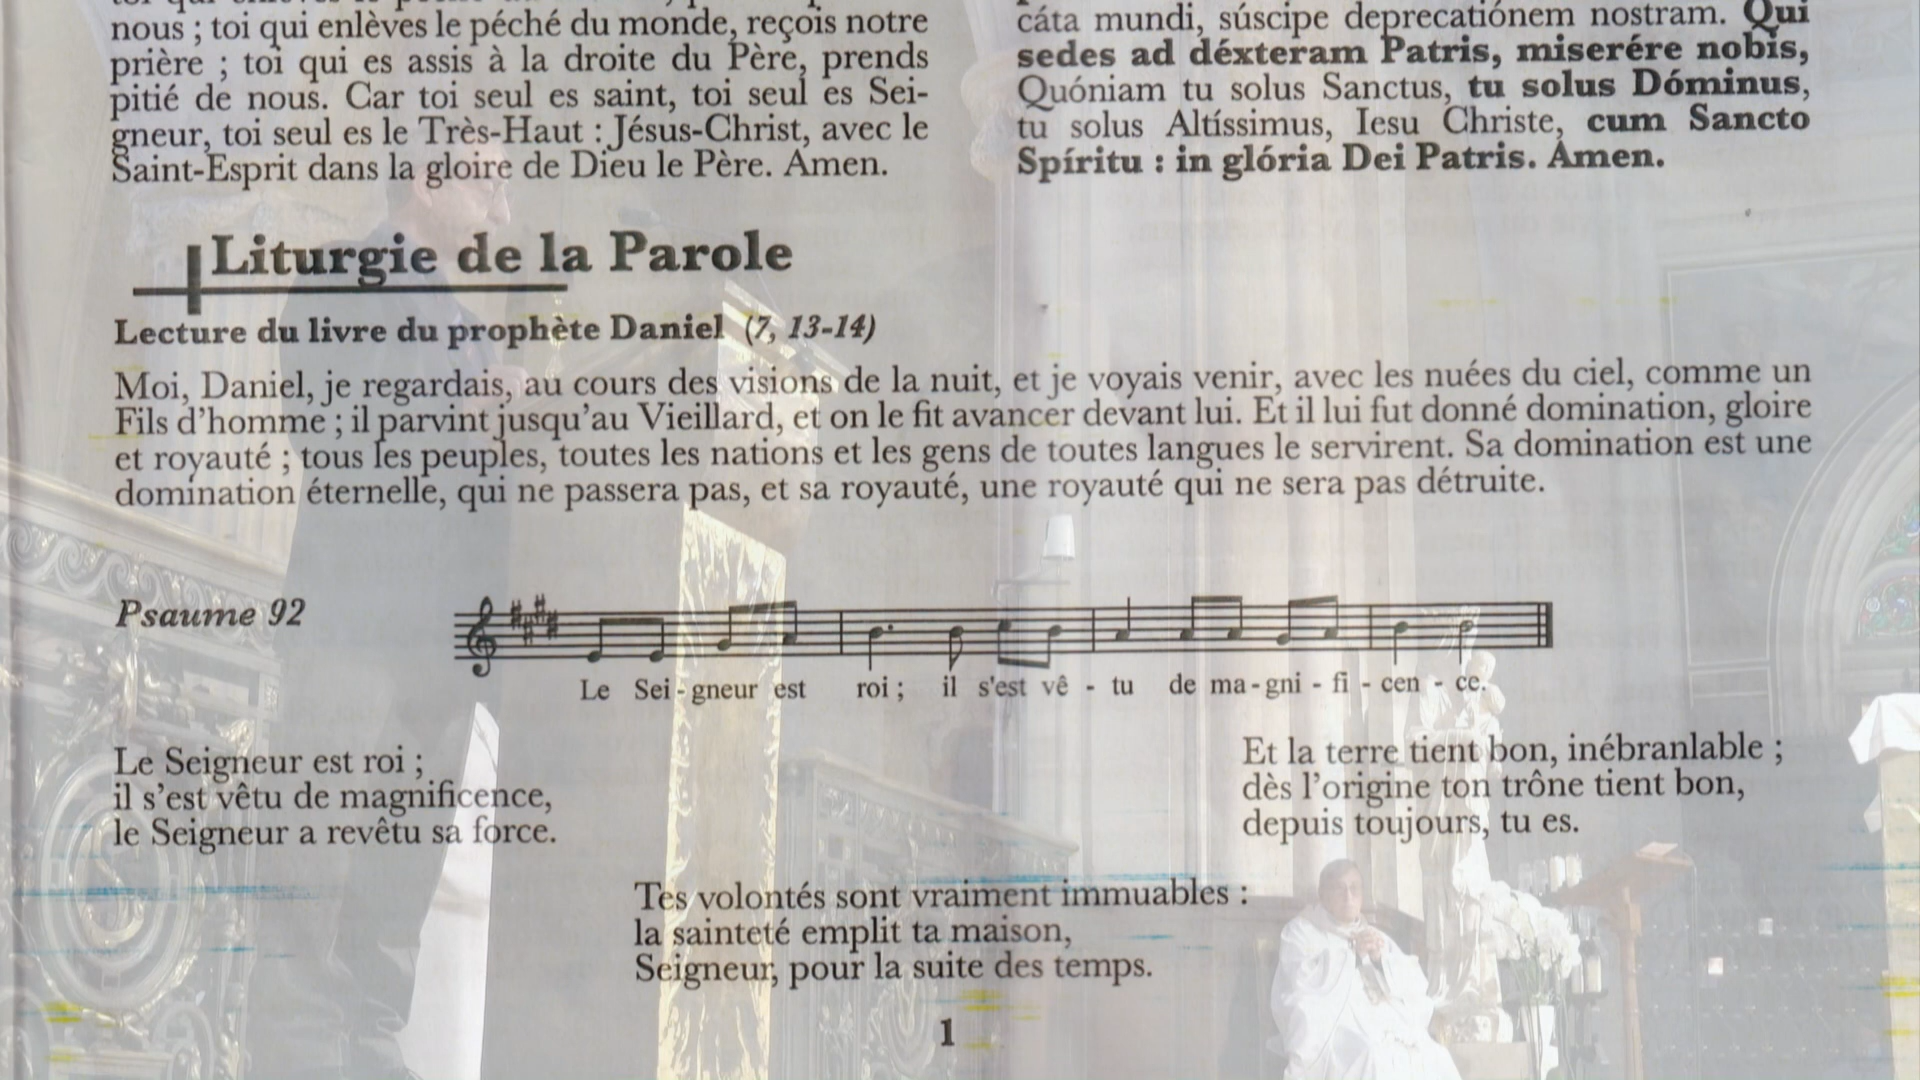 nous ; toi qui enlèves le péché du monde, reçois notre
prière ; toi qui es assis à la droite du Père, prends
pitié de nous. Car toi seul es saint, toi seul es Sei-
gneur, toi seul es le Très-Haut : Jésus-Christ, avec le
Saint-Esprit dans la gloire de Dieu le Père. Amen.
cáta mundi, súscipe deprecatiónem nostram. Qui
sedes ad déxteram Patris, miserére nobis,
Quóniam tu solus Sanctus, tu solus Dóminus,
tu solus Altíssimus, Iesu Christe, cum Sancto
Spíritu : in glória Dei Patris. Amen.
Liturgie de la Parole
Lecture du livre du prophète Daniel (7, 13-14)
Moi, Daniel, je regardais, au cours des visions de la nuit, et je voyais venir, avec les nuées du ciel, comme un
Fils d'homme ; il parvint jusqu'au Vieillard, et on le fit avancer devant lui. Et il lui fut donné domination, gloire
et royauté ; tous les peuples, toutes les nations et les gens de toutes langues le servirent. Sa domination est une
domination éternelle, qui ne passera pas, et sa royauté, une royauté qui ne sera pas détruite.
Psaume 92
Le Sei - gneur est roi ; il s'est vê - tu de ma - gni - fi - cen - ce.
Le Seigneur est roi ;
il s'est vêtu de magnificence,
le Seigneur a revêtu sa force.
Et la terre tient bon, inébranlable ;
dès l'origine ton trône tient bon,
depuis toujours, tu es.
Tes volontés sont vraiment immuables :
la sainteté emplit ta maison,
Seigneur, pour la suite des temps.
1